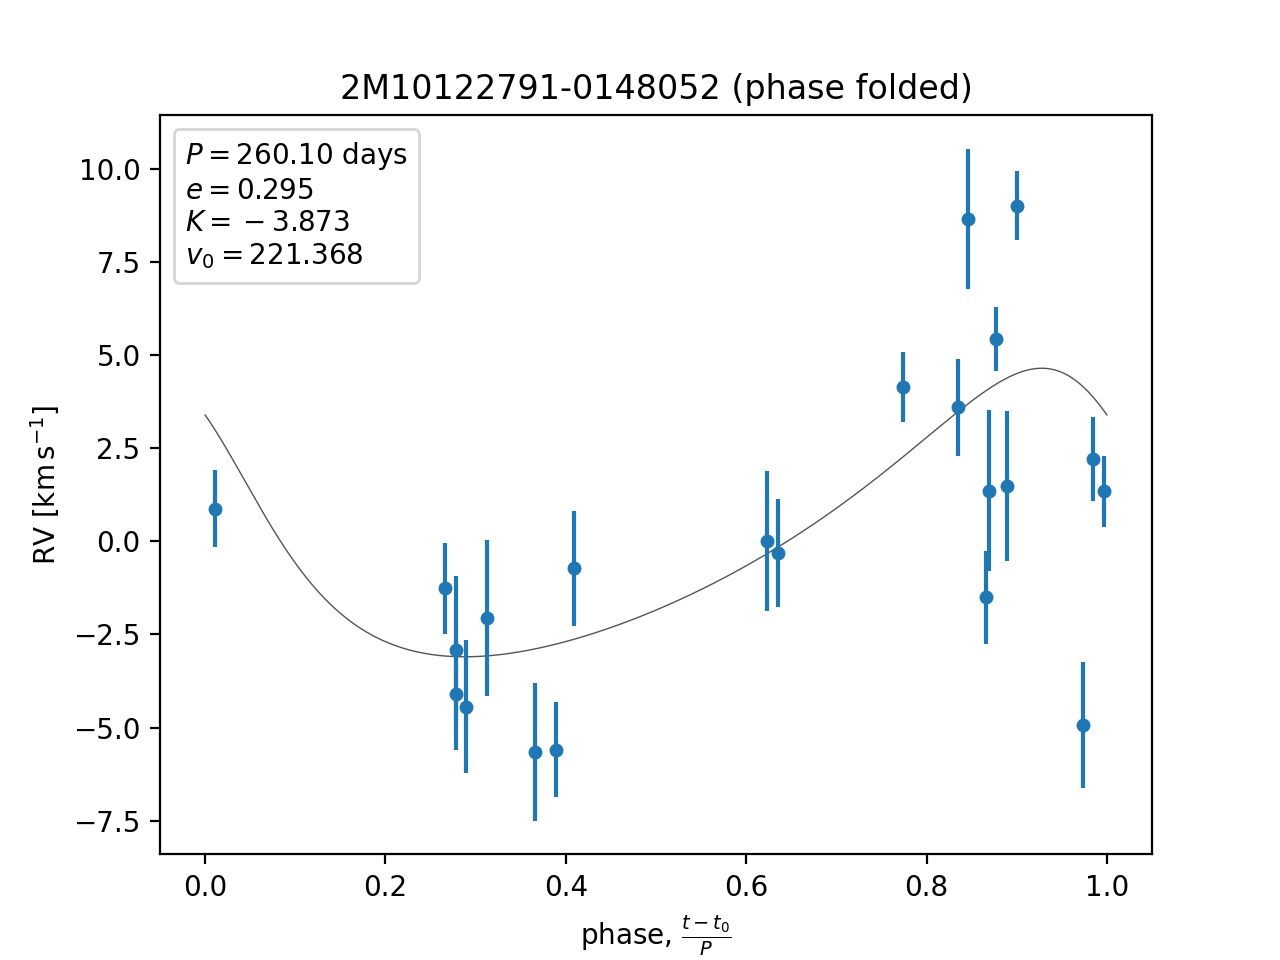 2M10122791-0148052 (phase folded)
P = 260.10 days
e = 0.295
K = −3.873
v₀ = 221.368
10.0
7.5
5.0
2.5
0.0
−2.5
−5.0
−7.5
RV [km s⁻¹]
0.0 0.2 0.4 0.6 0.8 1.0
phase, (t − t₀)/P